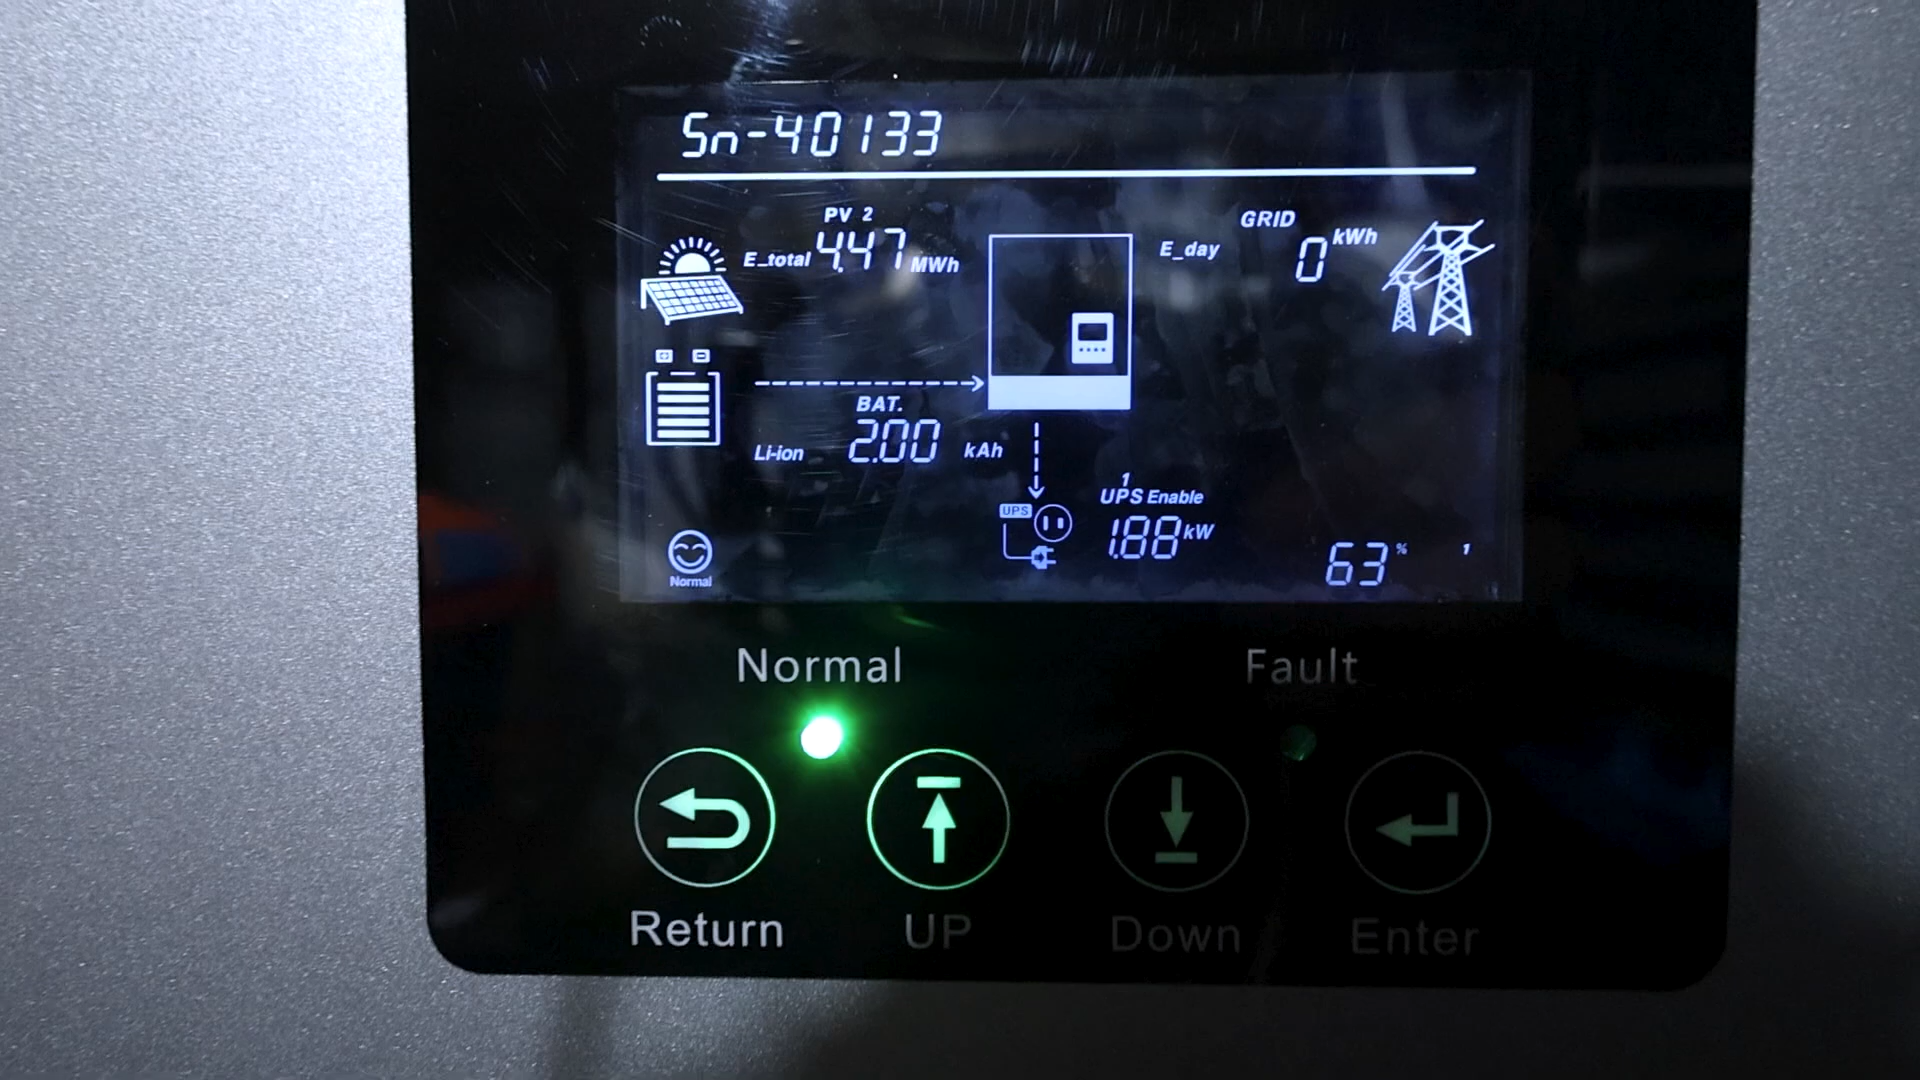 Sn-40133
PV 2
E_total 4.47 MWh
GRID
E_day 0 kWh
BAT.
Li-ion 2.00 kAh
1
UPS Enable
UPS
1.88 kW
63 % 1
Normal
Normal Fault
Return UP Down Enter